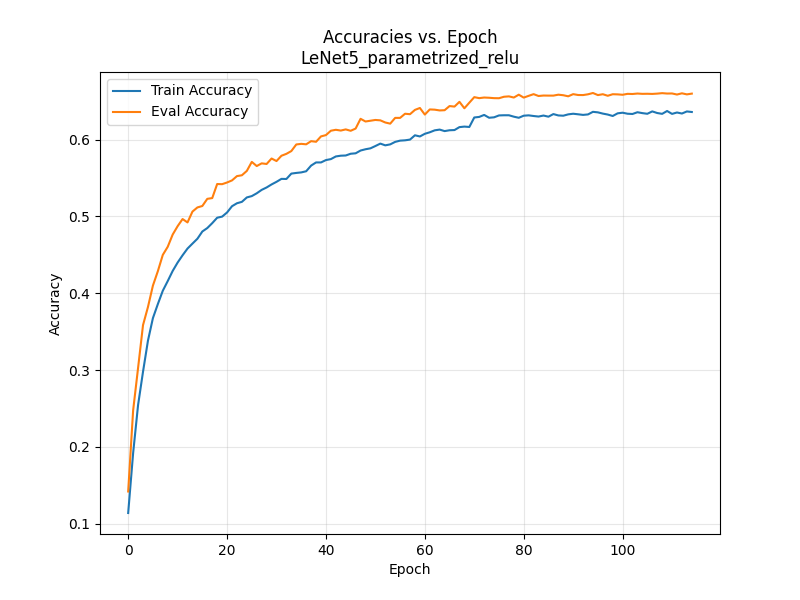 Accuracies vs. Epoch
LeNet5_parametrized_relu
Train Accuracy
Eval Accuracy
0.6
0.5
0.4
0.3
0.2
0.1
Accuracy
0 20 40 60 80 100
Epoch